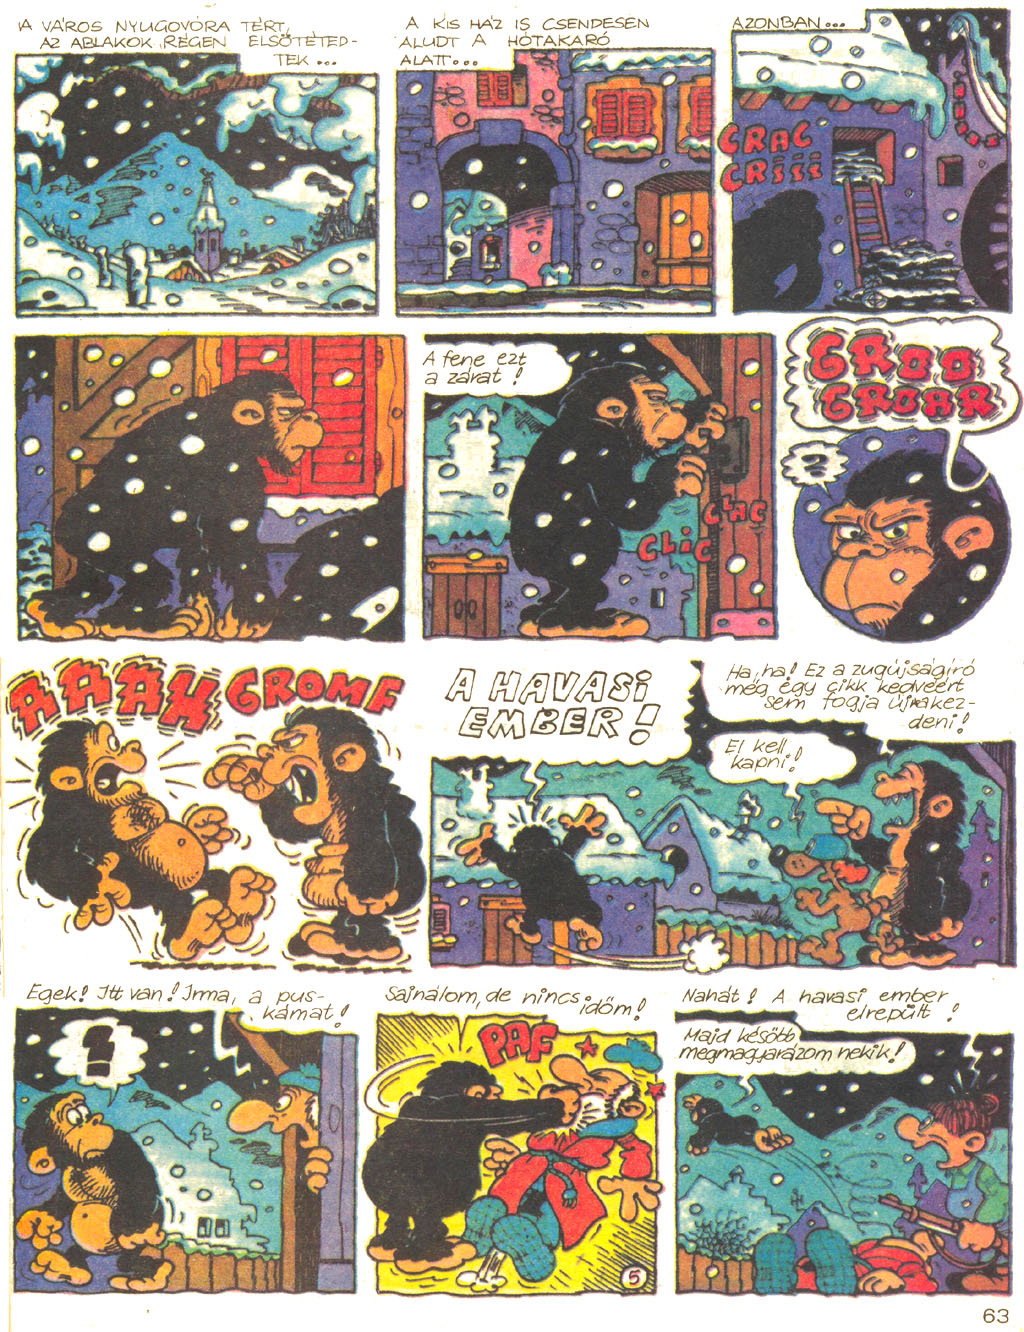 A VÁROS NYUGOVÓRA TÉRT,
AZ ABLAKOK RÉGEN ELSÖTÉTED-
TEK...
A KIS HÁZ IS CSENDESEN
ALUDT A HÓTAKARÓ
ALATT...
AZONBAN...
CRAC
CRIIII
A fene ezt
a zárat!
CLAC
CLIC
GROO
GROAR
?
AAAH
GROMF
A HAVASI
EMBER!
Ha, ha! Ez a zugújságíró
még egy cikk kedvéért
sem fogja újrakez-
deni!
El kell
kapni!
Egek! Itt van! Irma, a pus-
kámat!
!
Sajnálom, de nincs
időm!
PAF
5
Nahát! A havasi ember
elrepült!
Majd később
megmagyarázom nekik!
63